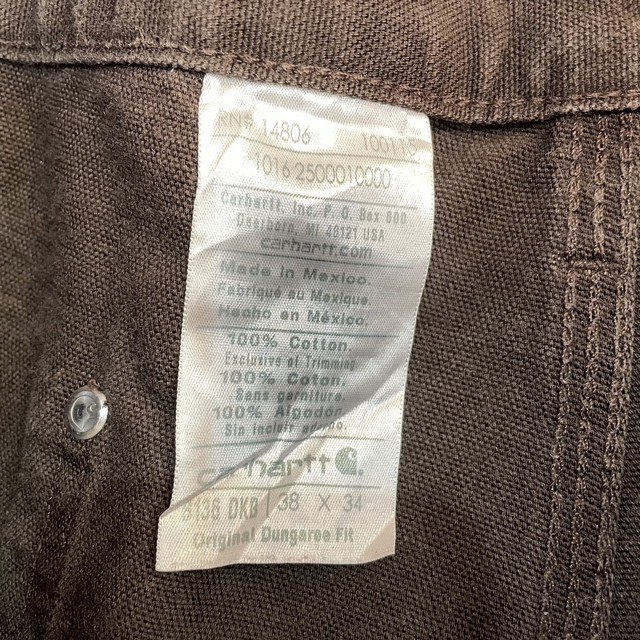 RN# 14806 100115
1016 2500010000
Carhartt, Inc. P. O. Box 600
Dearborn, MI 48121 USA
carhartt.com
Made in Mexico.
Fabriqué au Mexique.
Hecho en México.
100% Cotton.
Exclusive of Trimming
100% Coton.
Sans garniture.
100% Algodón.
Sin incluir adorno.
carhartt
DKB 38 X 34
Original Dungaree Fit